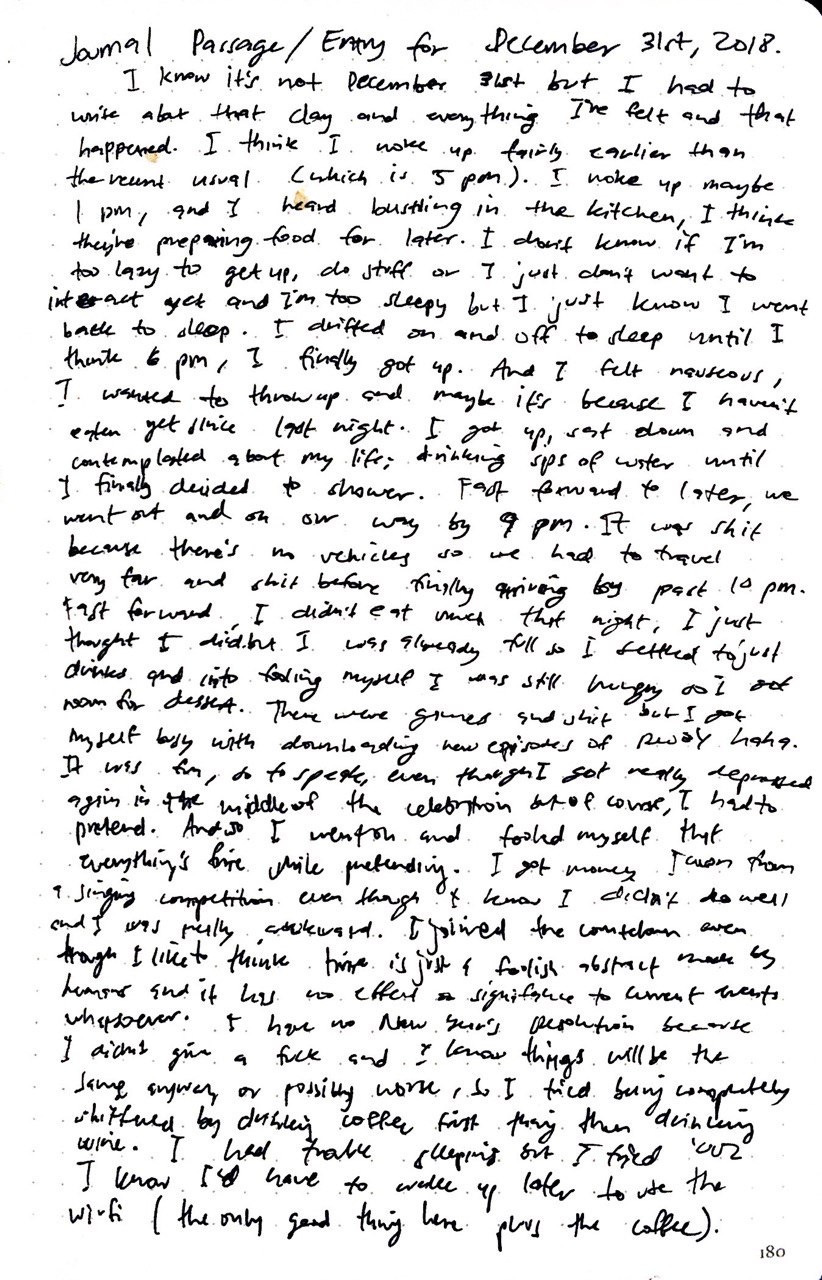 Journal Passage/Entry for December 31st, 2018.
I know it's not December 31st but I had to
write abt that day and everything I've felt and that
happened. I think I woke up fairly earlier than
the recent usual (which is 5 pm). I woke up maybe
1 pm, and I heard bustling in the kitchen, I think
they're preparing food for later. I don't know if I'm
too lazy to get up, do stuff or I just don't want to
interact yet and I'm too sleepy but I just know I went
back to sleep. I drifted on and off to sleep until I
think 6 pm, I finally got up. And I felt nauseous,
I wanted to throw up and maybe it's because I haven't
eaten yet since last night. I got up, sat down and
contemplated about my life; drinking sips of water until
I finally decided to shower. Fast forward to later, we
went out and on our way by 9 pm. It was shit
because there's no vehicles so we had to travel
very far and shit before finally arriving by past 10 pm.
Fast forward, I didn't eat much that night, I just
thought I did but I was already full so I settled to just
drinks and into fooling myself I was still hungry so I got
room for dessert. There were games and shit but I got
myself busy with downloading new episodes of RWBY haha.
It was fun, so to speak, even though I got really depressed
again in the middle of the celebration but of course, I had to
pretend. And so I went on and fooled myself that
everything's fine while pretending. I got money I won from
a singing competition even though I know I didn't do well
and I was really awkward. I joined the countdown even
though I like to think time is just a foolish abstract made by
humans and it has no effect or significance to current events
whatsoever. I have no New Year's Resolution because
I didn't give a fuck and I know things will be the
same anyway or possibly worse, so I tried being completely
shitfaced by drinking coffee first thing then drinking
wine. I had trouble sleeping but I tried 'cuz
I know I'd have to wake up later to use the
wi-fi (the only good thing here plus the coffee).
180